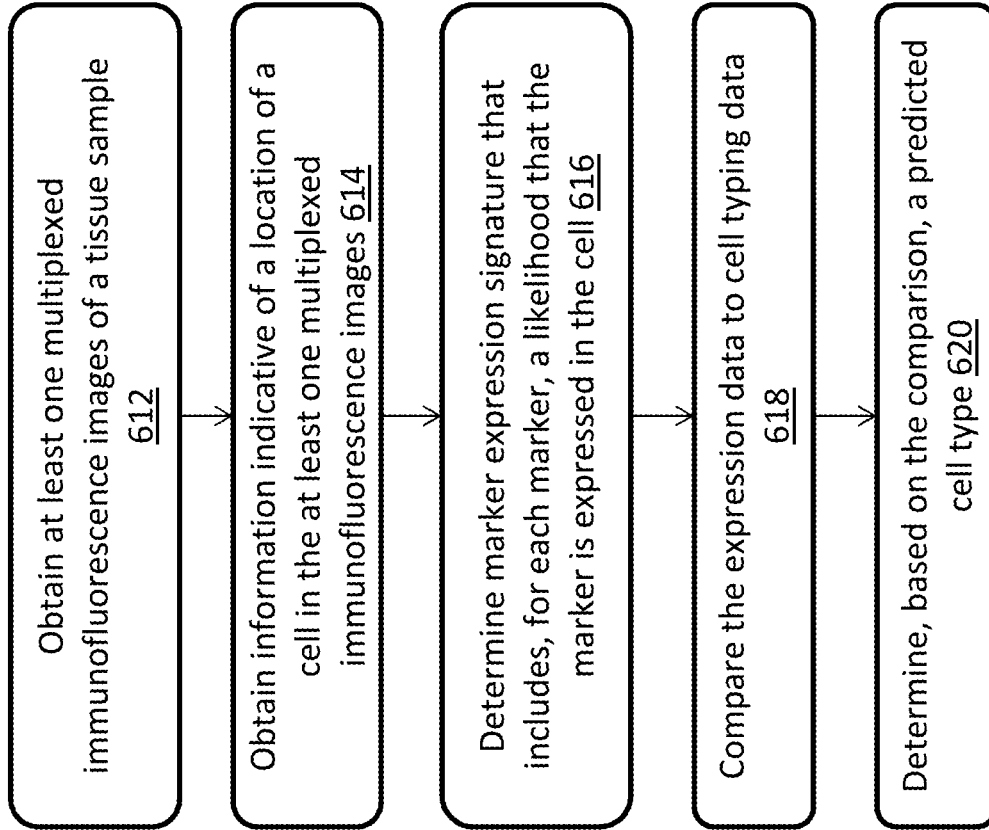 Obtain at least one multiplexed
immunofluorescence images of a tissue sample
612
Obtain information indicative of a location of a
cell in the at least one multiplexed
immunofluorescence images 614
Determine marker expression signature that
includes, for each marker, a likelihood that the
marker is expressed in the cell 616
Compare the expression data to cell typing data
618
Determine, based on the comparison, a predicted
cell type 620